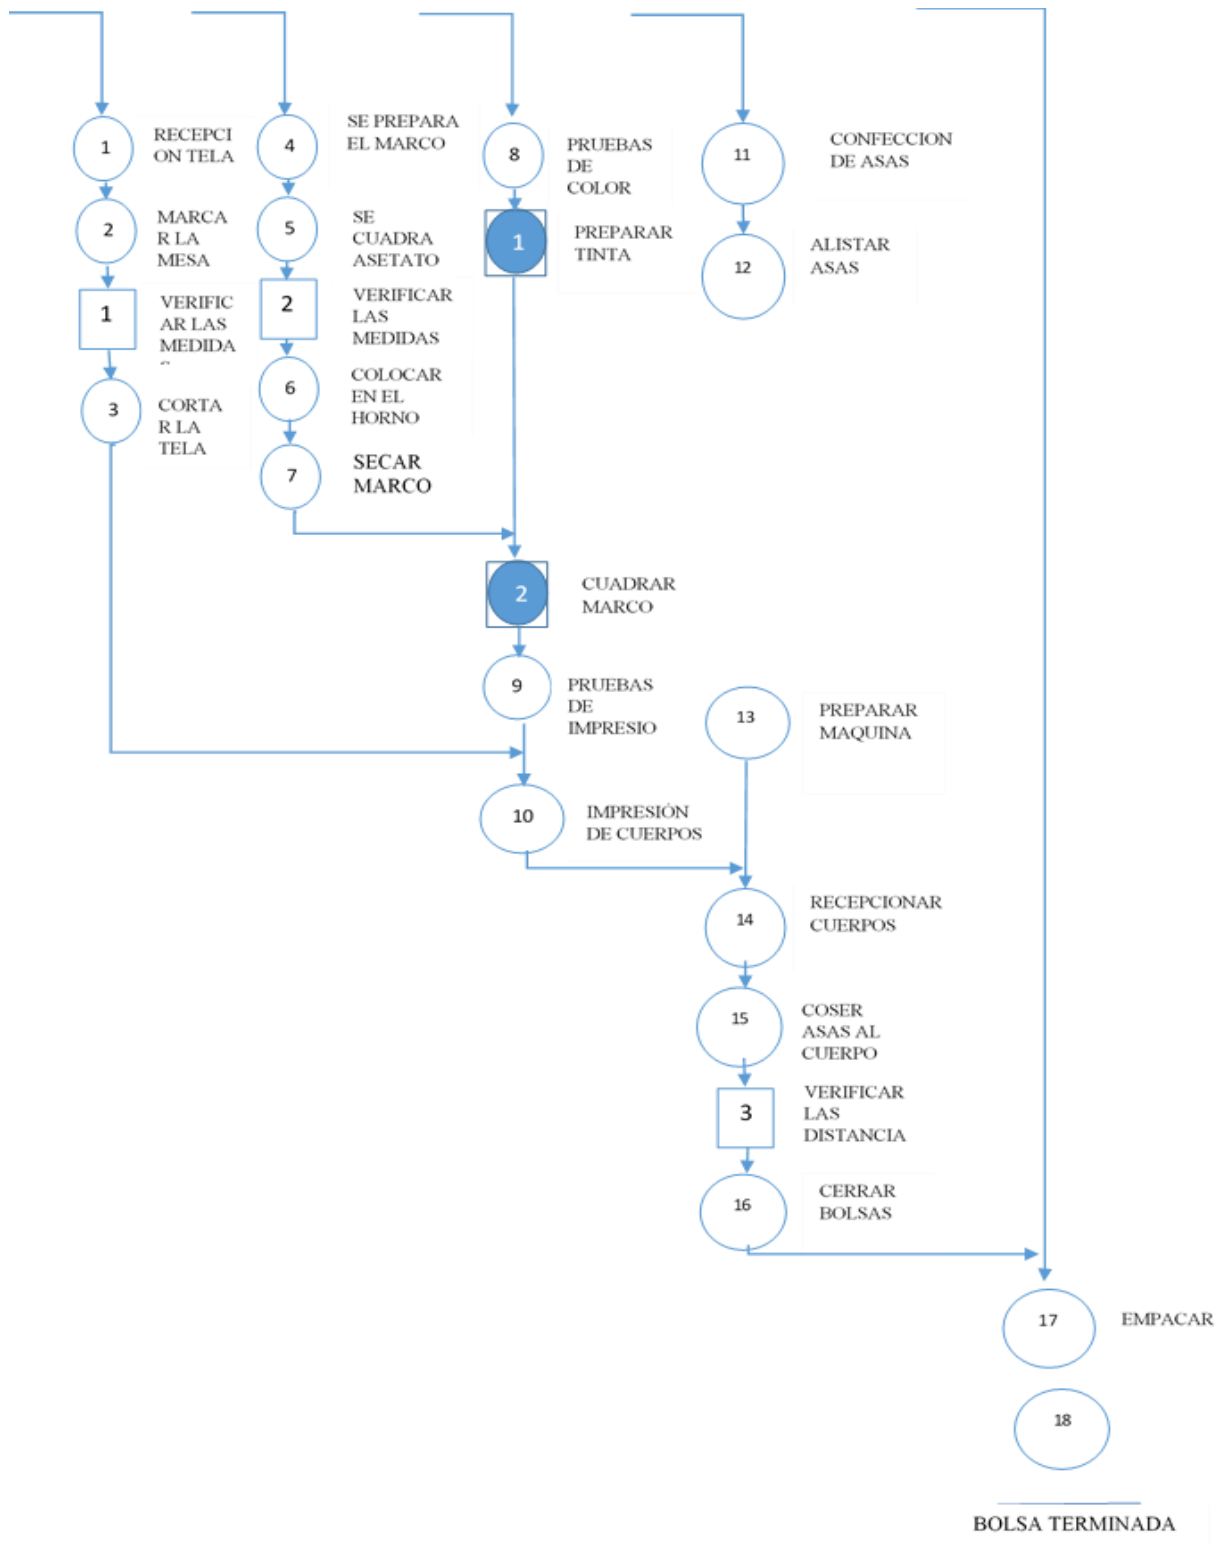 1
RECEPCI
ON TELA
2
MARCA
R LA
MESA
1
VERIFIC
AR LAS
MEDIDA
3
CORTA
R LA
TELA
4
SE PREPARA
EL MARCO
5
SE
CUADRA
ASETATO
2
VERIFICAR
LAS
MEDIDAS
6
COLOCAR
EN EL
HORNO
7
SECAR
MARCO
8
PRUEBAS
DE
COLOR
1
PREPARAR
TINTA
2
CUADRAR
MARCO
9
PRUEBAS
DE
IMPRESIO
10
IMPRESIÓN
DE CUERPOS
11
CONFECCION
DE ASAS
12
ALISTAR
ASAS
13
PREPARAR
MAQUINA
14
RECEPCIONAR
CUERPOS
15
COSER
ASAS AL
CUERPO
3
VERIFICAR
LAS
DISTANCIA
16
CERRAR
BOLSAS
17
EMPACAR
18
BOLSA TERMINADA